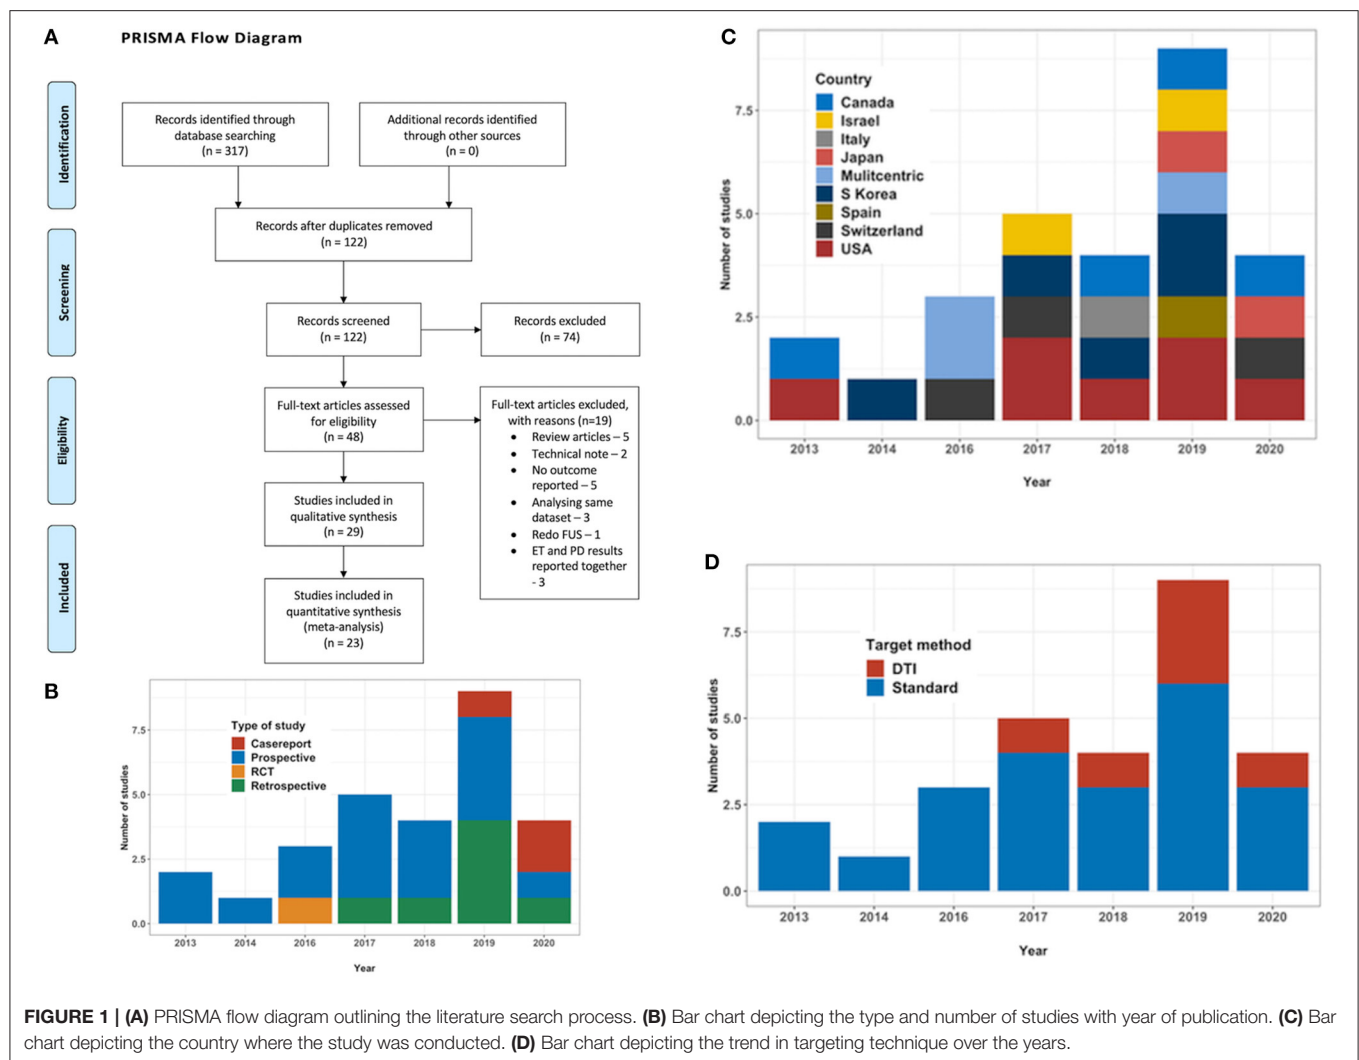 A
PRISMA Flow Diagram
Identification
Screening
Eligibility
Included
Records identified through
database searching
(n = 317)
Additional records identified
through other sources
(n = 0)
Records after duplicates removed
(n = 122)
Records screened
(n = 122)
Records excluded
(n = 74)
Full-text articles assessed
for eligibility
(n = 48)
Full-text articles excluded,
with reasons (n=19)
• Review articles – 5
• Technical note – 2
• No outcome
reported – 5
• Analysing same
dataset – 3
• Redo FUS – 1
• ET and PD results
reported together
- 3
Studies included in
qualitative synthesis
(n = 29)
Studies included in
quantitative synthesis
(meta-analysis)
(n = 23)
B
Type of study
Casereport
Prospective
RCT
Retrospective
Number of studies
7.5
5.0
2.5
0.0
2013 2014 2016 2017 2018 2019 2020
Year
C
Country
Canada
Israel
Italy
Japan
Mulitcentric
S Korea
Spain
Switzerland
USA
Number of studies
7.5
5.0
2.5
0.0
2013 2014 2016 2017 2018 2019 2020
Year
D
Target method
DTI
Standard
Number of studies
7.5
5.0
2.5
0.0
2013 2014 2016 2017 2018 2019 2020
Year
FIGURE 1 | (A) PRISMA flow diagram outlining the literature search process. (B) Bar chart depicting the type and number of studies with year of publication. (C) Bar
chart depicting the country where the study was conducted. (D) Bar chart depicting the trend in targeting technique over the years.